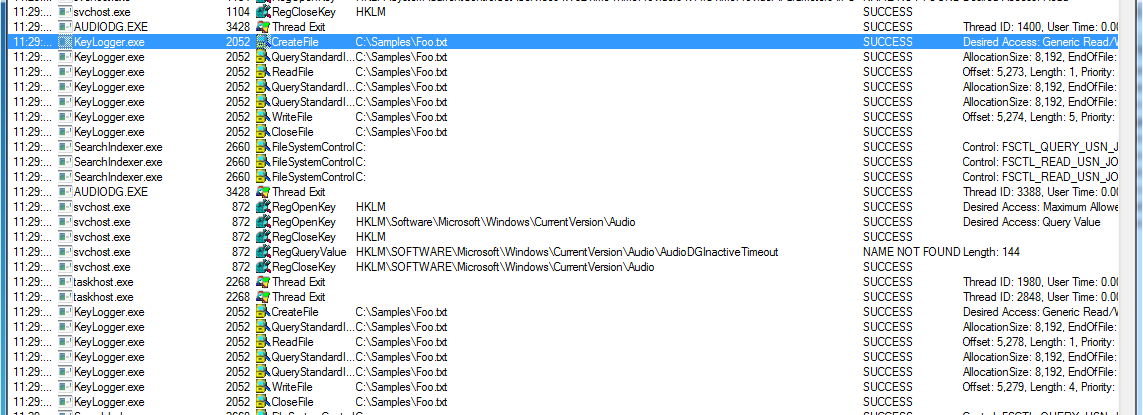 11:29:... svchost.exe 1104 RegCloseKey HKLM SUCCESS
11:29:... AUDIODG.EXE 3428 Thread Exit SUCCESS Thread ID: 1400, User Time: 0.00
11:29:... KeyLogger.exe 2052 CreateFile C:\Samples\Foo.txt SUCCESS Desired Access: Generic Read/W
11:29:... KeyLogger.exe 2052 QueryStandardI... C:\Samples\Foo.txt SUCCESS AllocationSize: 8,192, EndOfFile:
11:29:... KeyLogger.exe 2052 ReadFile C:\Samples\Foo.txt SUCCESS Offset: 5,273, Length: 1, Priority:
11:29:... KeyLogger.exe 2052 QueryStandardI... C:\Samples\Foo.txt SUCCESS AllocationSize: 8,192, EndOfFile:
11:29:... KeyLogger.exe 2052 QueryStandardI... C:\Samples\Foo.txt SUCCESS AllocationSize: 8,192, EndOfFile:
11:29:... KeyLogger.exe 2052 WriteFile C:\Samples\Foo.txt SUCCESS Offset: 5,274, Length: 5, Priority:
11:29:... KeyLogger.exe 2052 CloseFile C:\Samples\Foo.txt SUCCESS
11:29:... SearchIndexer.exe 2660 FileSystemControl C: SUCCESS Control: FSCTL_QUERY_USN_J
11:29:... SearchIndexer.exe 2660 FileSystemControl C: SUCCESS Control: FSCTL_READ_USN_JO
11:29:... SearchIndexer.exe 2660 FileSystemControl C: SUCCESS Control: FSCTL_READ_USN_JO
11:29:... AUDIODG.EXE 3428 Thread Exit SUCCESS Thread ID: 3388, User Time: 0.00
11:29:... svchost.exe 872 RegOpenKey HKLM SUCCESS Desired Access: Maximum Allowe
11:29:... svchost.exe 872 RegOpenKey HKLM\Software\Microsoft\Windows\CurrentVersion\Audio SUCCESS Desired Access: Query Value
11:29:... svchost.exe 872 RegCloseKey HKLM SUCCESS
11:29:... svchost.exe 872 RegQueryValue HKLM\SOFTWARE\Microsoft\Windows\CurrentVersion\Audio\AudioDGInactiveTimeout NAME NOT FOUND Length: 144
11:29:... svchost.exe 872 RegCloseKey HKLM\SOFTWARE\Microsoft\Windows\CurrentVersion\Audio SUCCESS
11:29:... taskhost.exe 2268 Thread Exit SUCCESS Thread ID: 1980, User Time: 0.00
11:29:... taskhost.exe 2268 Thread Exit SUCCESS Thread ID: 2848, User Time: 0.00
11:29:... KeyLogger.exe 2052 CreateFile C:\Samples\Foo.txt SUCCESS Desired Access: Generic Read/W
11:29:... KeyLogger.exe 2052 QueryStandardI... C:\Samples\Foo.txt SUCCESS AllocationSize: 8,192, EndOfFile:
11:29:... KeyLogger.exe 2052 ReadFile C:\Samples\Foo.txt SUCCESS Offset: 5,278, Length: 1, Priority:
11:29:... KeyLogger.exe 2052 QueryStandardI... C:\Samples\Foo.txt SUCCESS AllocationSize: 8,192, EndOfFile:
11:29:... KeyLogger.exe 2052 QueryStandardI... C:\Samples\Foo.txt SUCCESS AllocationSize: 8,192, EndOfFile:
11:29:... KeyLogger.exe 2052 WriteFile C:\Samples\Foo.txt SUCCESS Offset: 5,279, Length: 4, Priority:
11:29:... KeyLogger.exe 2052 CloseFile C:\Samples\Foo.txt SUCCESS